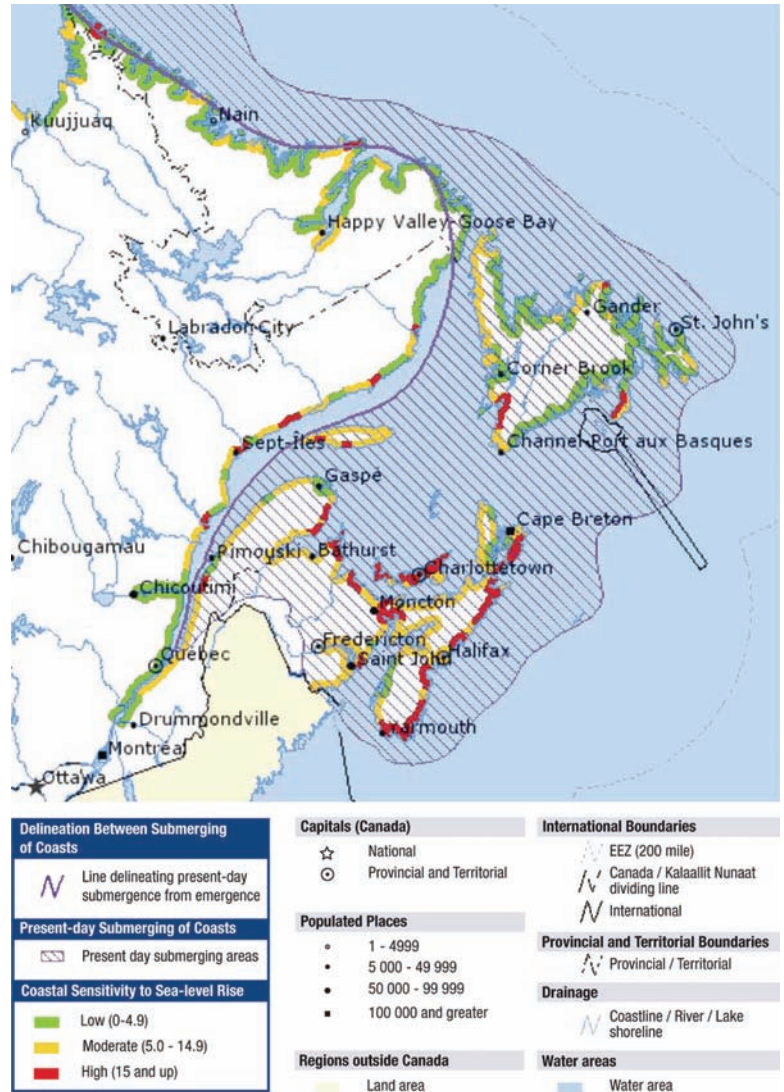 Kuujjuaq
Nain
Happy Valley-Goose Bay
Labrador City
Gander
St. John's
Corner Brook
Channel-Port aux Basques
Sept-Îles
Gaspé
Cape Breton
Chibougamau
Rimouski
Bathurst
Charlottetown
Chicoutimi
Moncton
Fredericton
Halifax
Québec
Saint John
Drummondville
Yarmouth
Montréal
Ottawa
Delineation Between Submerging
of Coasts
Line delineating present-day
submergence from emergence
Present-day Submerging of Coasts
Present day submerging areas
Coastal Sensitivity to Sea-level Rise
Low (0-4.9)
Moderate (5.0 - 14.9)
High (15 and up)
Capitals (Canada)
National
Provincial and Territorial
Populated Places
1 - 4999
5 000 - 49 999
50 000 - 99 999
100 000 and greater
Regions outside Canada
Land area
International Boundaries
EEZ (200 mile)
Canada / Kalaallit Nunaat
dividing line
International
Provincial and Territorial Boundaries
Provincial / Territorial
Drainage
Coastline / River / Lake
shoreline
Water areas
Water area